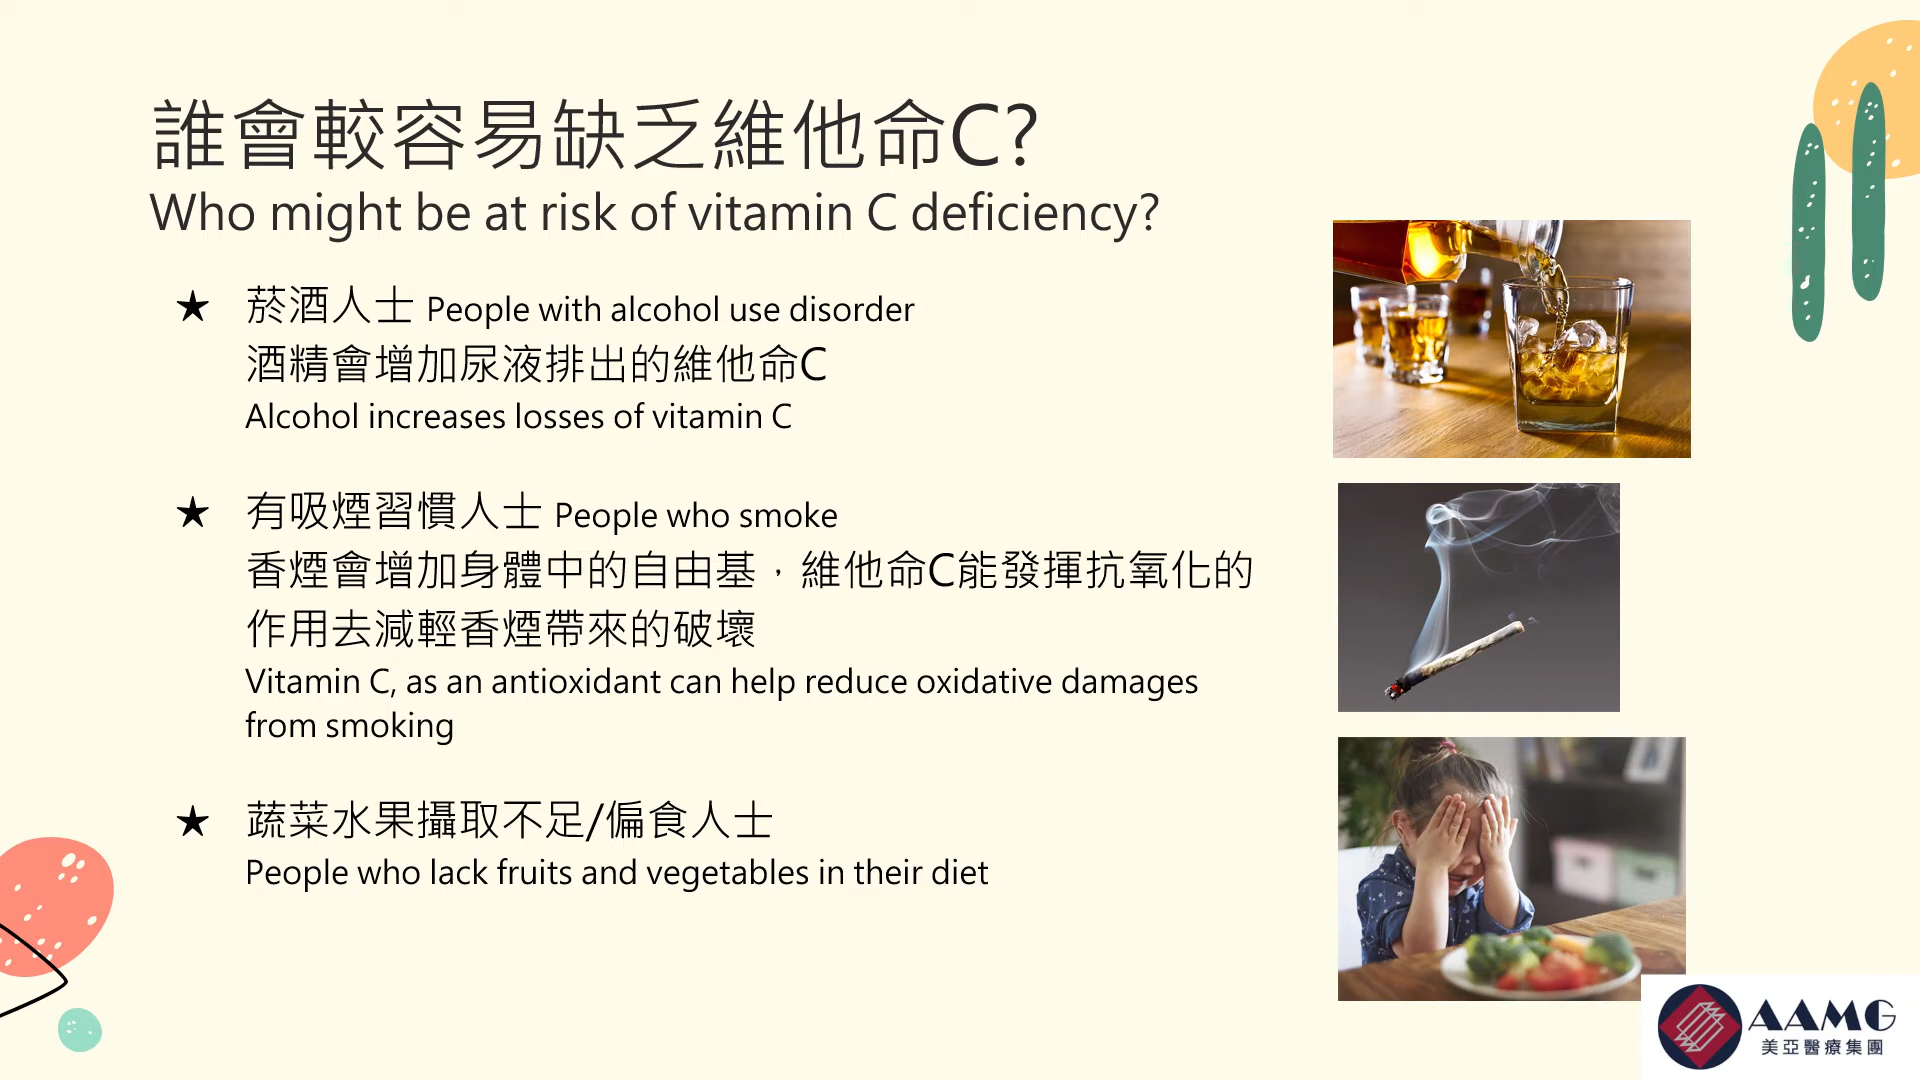 誰會較容易缺乏維他命C?
Who might be at risk of vitamin C deficiency?
★ 菸酒人士 People with alcohol use disorder
酒精會增加尿液排出的維他命C
Alcohol increases losses of vitamin C
★ 有吸煙習慣人士 People who smoke
香煙會增加身體中的自由基，維他命C能發揮抗氧化的
作用去減輕香煙帶來的破壞
Vitamin C, as an antioxidant can help reduce oxidative damages
from smoking
★ 蔬菜水果攝取不足/偏食人士
People who lack fruits and vegetables in their diet
AAMG
美亞醫療集團